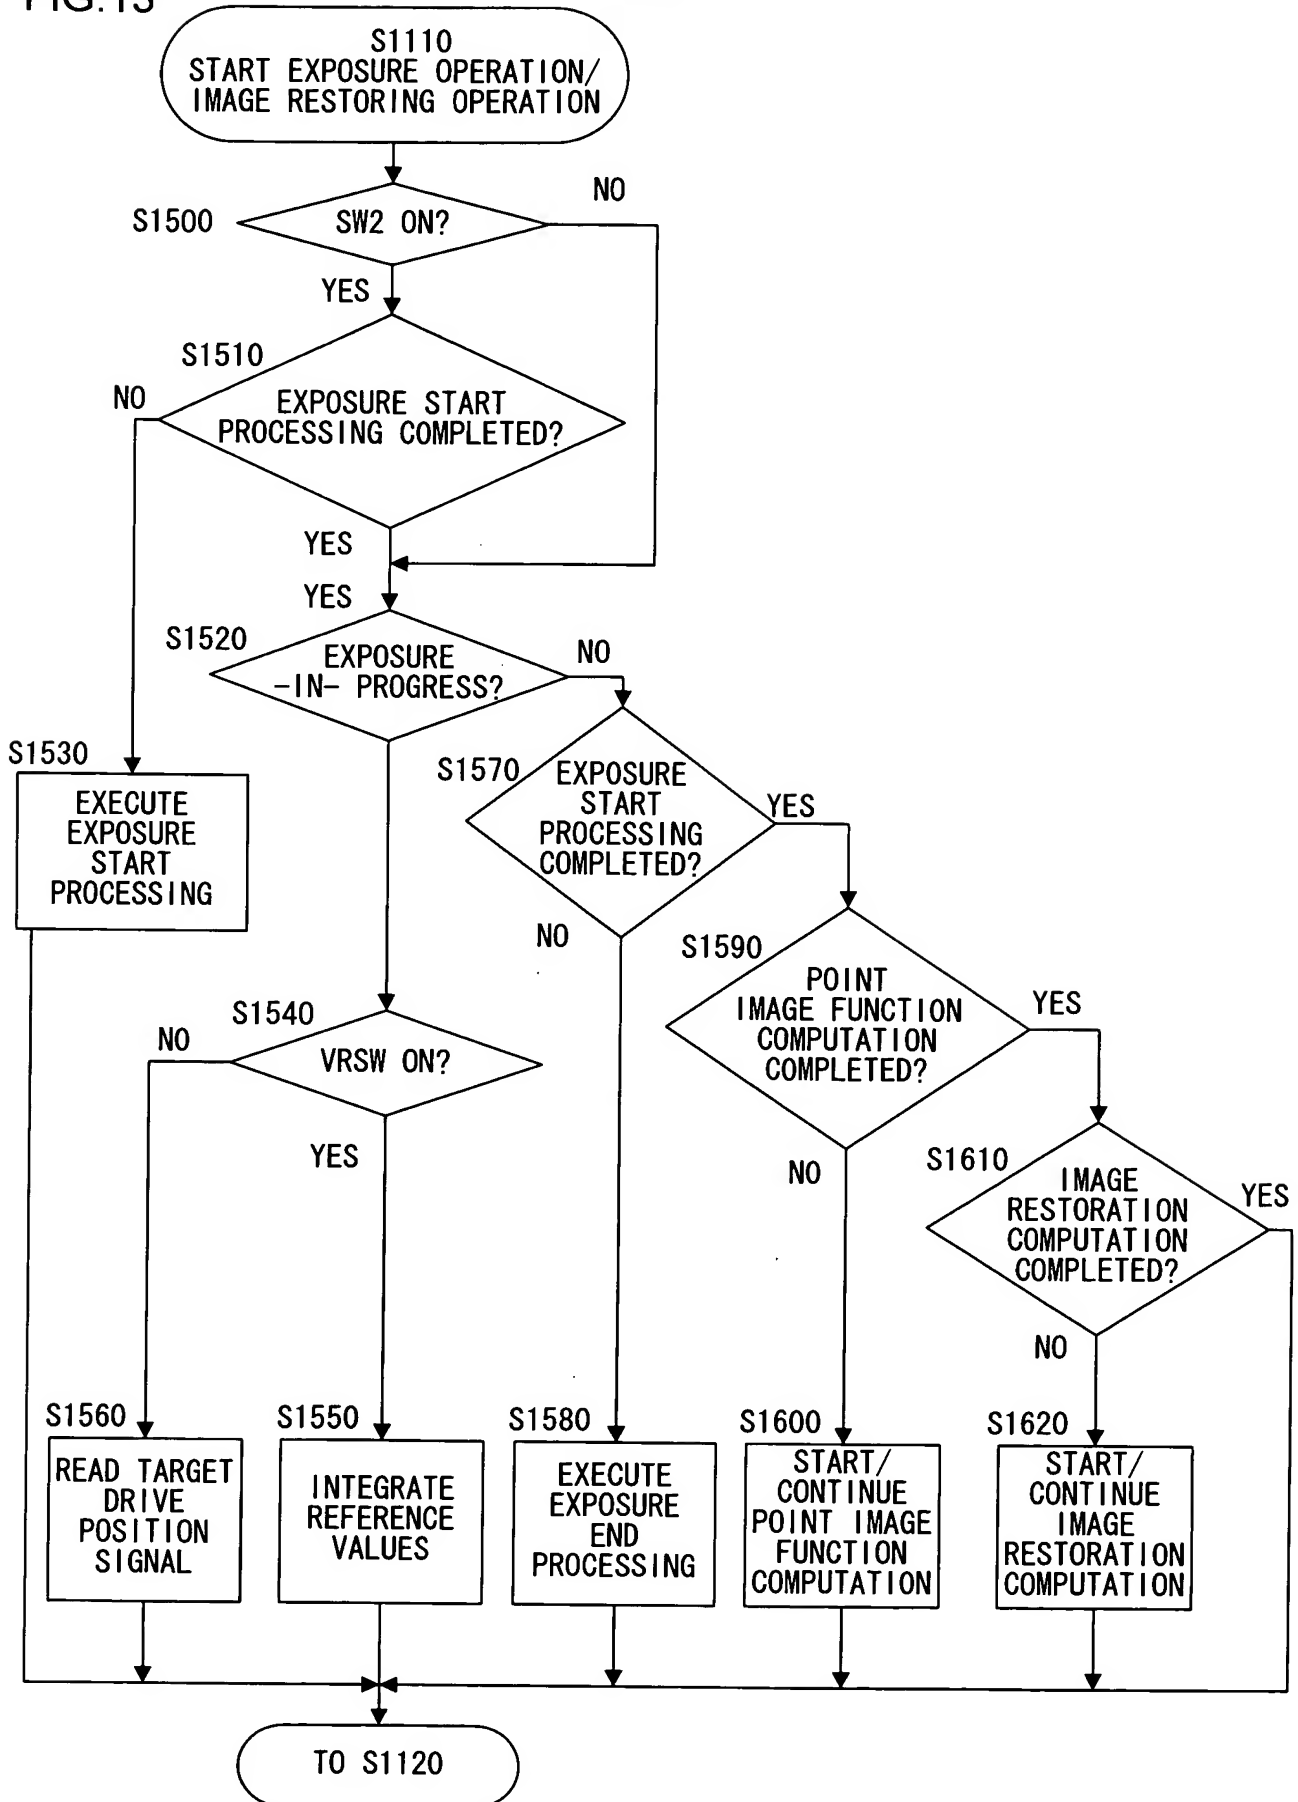 FIG.13
S1110
START EXPOSURE OPERATION/
IMAGE RESTORING OPERATION
NO
S1500
SW2 ON?
YES
S1510
NO
EXPOSURE START
PROCESSING COMPLETED?
YES
YES
S1520
EXPOSURE
-IN- PROGRESS?
NO
S1530
EXECUTE
EXPOSURE
START
PROCESSING
S1570
EXPOSURE
START
PROCESSING
COMPLETED?
YES
NO
S1590
POINT
IMAGE FUNCTION
COMPUTATION
COMPLETED?
YES
S1540
NO
VRSW ON?
YES
NO
S1610
IMAGE
RESTORATION
COMPUTATION
COMPLETED?
YES
NO
S1560
READ TARGET
DRIVE
POSITION
SIGNAL
S1550
INTEGRATE
REFERENCE
VALUES
S1580
EXECUTE
EXPOSURE
END
PROCESSING
S1600
START/
CONTINUE
POINT IMAGE
FUNCTION
COMPUTATION
S1620
START/
CONTINUE
IMAGE
RESTORATION
COMPUTATION
TO S1120